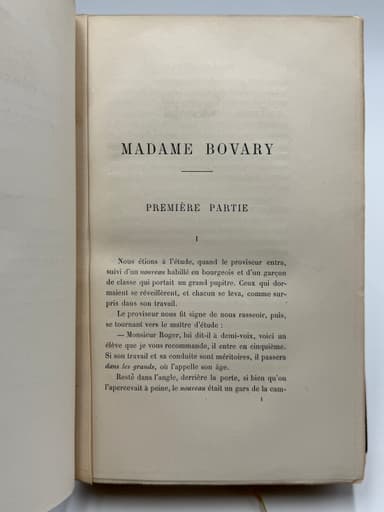 MADAME BOVARY
PREMIÈRE PARTIE
I
Nous étions à l'étude, quand le proviseur entra,
suivi d'un nouveau habillé en bourgeois et d'un garçon
de classe qui portait un grand pupitre. Ceux qui dor-
maient se réveillèrent, et chacun se leva, comme sur-
pris dans son travail.
Le proviseur nous fit signe de nous rasseoir, puis,
se tournant vers le maître d'étude :
— Monsieur Roger, lui dit-il à demi-voix, voici un
élève que je vous recommande, il entre en cinquième.
Si son travail et sa conduite sont méritoires, il passera
dans les grands, où l'appelle son âge.
Resté dans l'angle, derrière la porte, si bien qu'on
l'apercevait à peine, le nouveau était un gars de la cam-
1